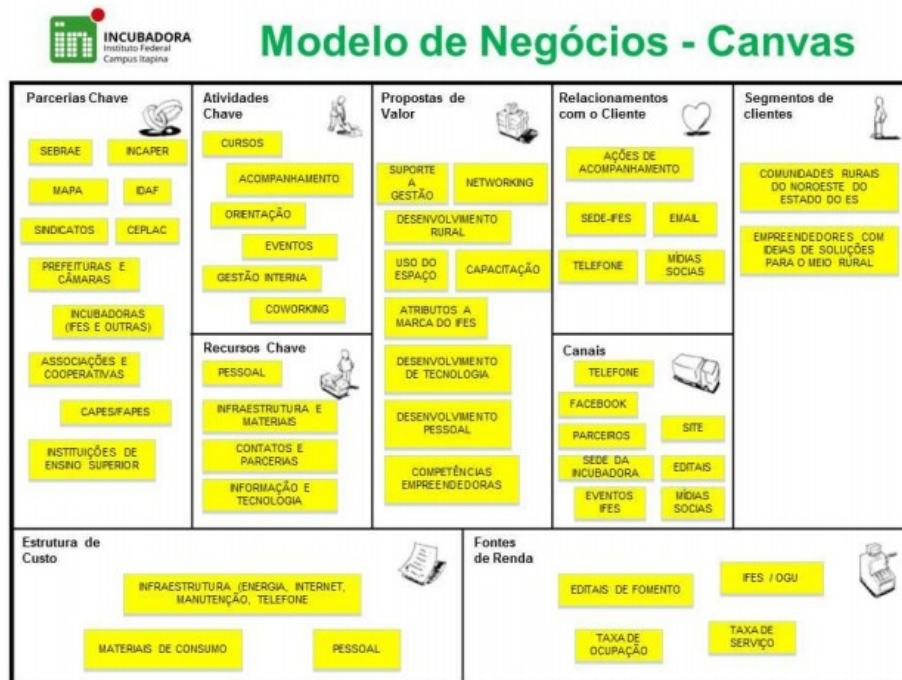 INCUBADORA
Instituto Federal
Campus Itapina
Modelo de Negócios - Canvas
Parcerias Chave
SEBRAE
INCAPER
MAPA
IDAF
SINDICATOS
CEPLAC
PREFEITURAS E
CÂMARAS
INCUBADORAS
(IFES E OUTRAS)
ASSOCIAÇÕES E
COOPERATIVAS
CAPES/FAPES
INSTITUIÇÕES DE
ENSINO SUPERIOR
Atividades
Chave
CURSOS
ACOMPANHAMENTO
ORIENTAÇÃO
EVENTOS
GESTÃO INTERNA
COWORKING
Recursos Chave
PESSOAL
INFRAESTRUTURA E
MATERIAIS
CONTATOS E
PARCERIAS
INFORMAÇÃO E
TECNOLOGIA
Propostas de
Valor
SUPORTE
A
GESTÃO
NETWORKING
DESENVOLVIMENTO
RURAL
USO DO
ESPAÇO
CAPACITAÇÃO
ATRIBUTOS A
MARCA DO IFES
DESENVOLVIMENTO
DE TECNOLOGIA
DESENVOLVIMENTO
PESSOAL
COMPETÊNCIAS
EMPREENDEDORAS
Relacionamentos
com o Cliente
AÇÕES DE
ACOMPANHAMENTO
SEDE-IFES
EMAIL
TELEFONE
MÍDIAS
SOCIAS
Canais
TELEFONE
FACEBOOK
PARCEIROS
SITE
SEDE DA
INCUBADORA
EDITAIS
EVENTOS
IFES
MÍDIAS
SOCIAS
Segmentos de
clientes
COMUNIDADES RURAIS
DO NOROESTE DO
ESTADO DO ES
EMPREENDEDORES COM
IDEIAS DE SOLUÇÕES
PARA O MEIO RURAL
Estrutura de
Custo
INFRAESTRUTURA (ENERGIA, INTERNET,
MANUTENÇÃO, TELEFONE
MATERIAIS DE CONSUMO
PESSOAL
Fontes
de Renda
EDITAIS DE FOMENTO
IFES / OGU
TAXA DE
OCUPAÇÃO
TAXA DE
SERVIÇO